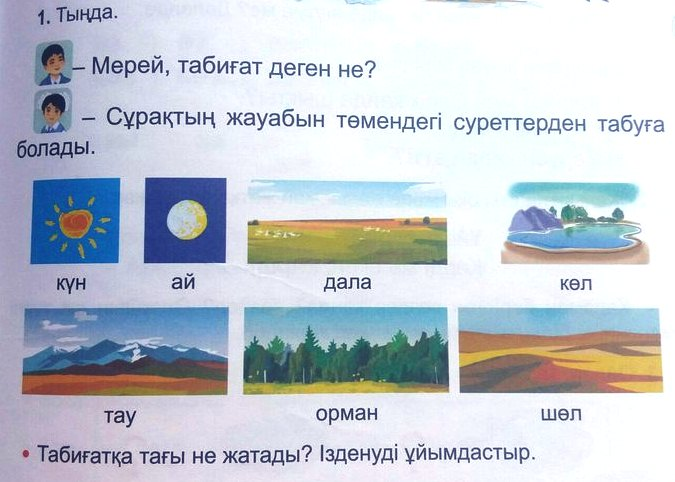 1. Тыңда.
– Мерей, табиғат деген не?
– Сұрақтың жауабын төмендегі суреттерден табуға
болады.
күн ай дала көл
тау орман шөл
• Табиғатқа тағы не жатады? Ізденуді ұйымдастыр.